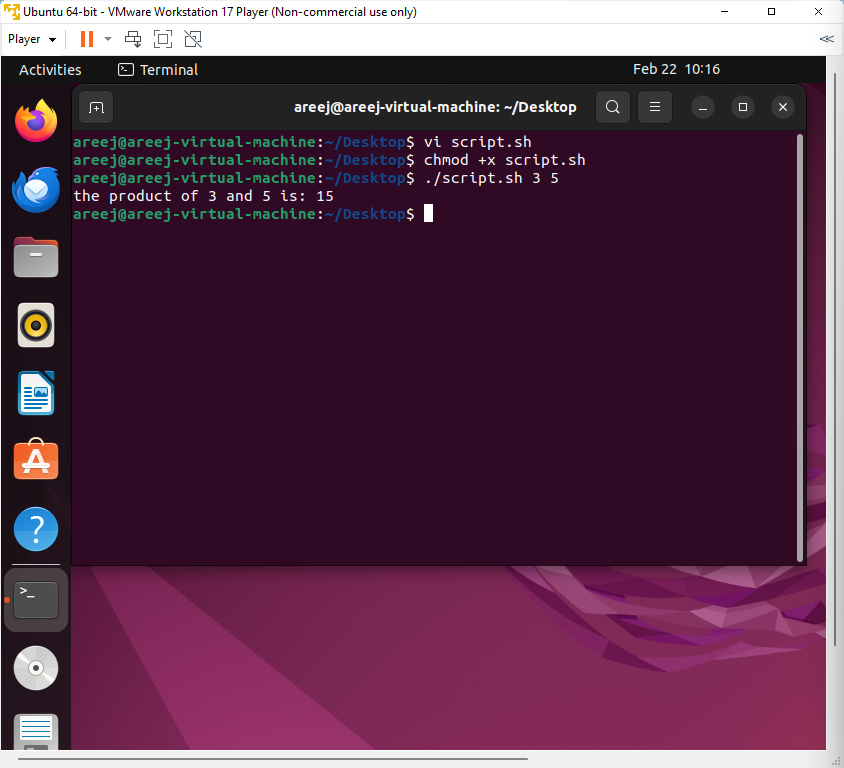 Ubuntu 64-bit - VMware Workstation 17 Player (Non-commercial use only)
Player
Activities
Terminal
Feb 22 10:16
areej@areej-virtual-machine: ~/Desktop
areej@areej-virtual-machine:~/Desktop$ vi script.sh
areej@areej-virtual-machine:~/Desktop$ chmod +x script.sh
areej@areej-virtual-machine:~/Desktop$ ./script.sh 3 5
the product of 3 and 5 is: 15
areej@areej-virtual-machine:~/Desktop$